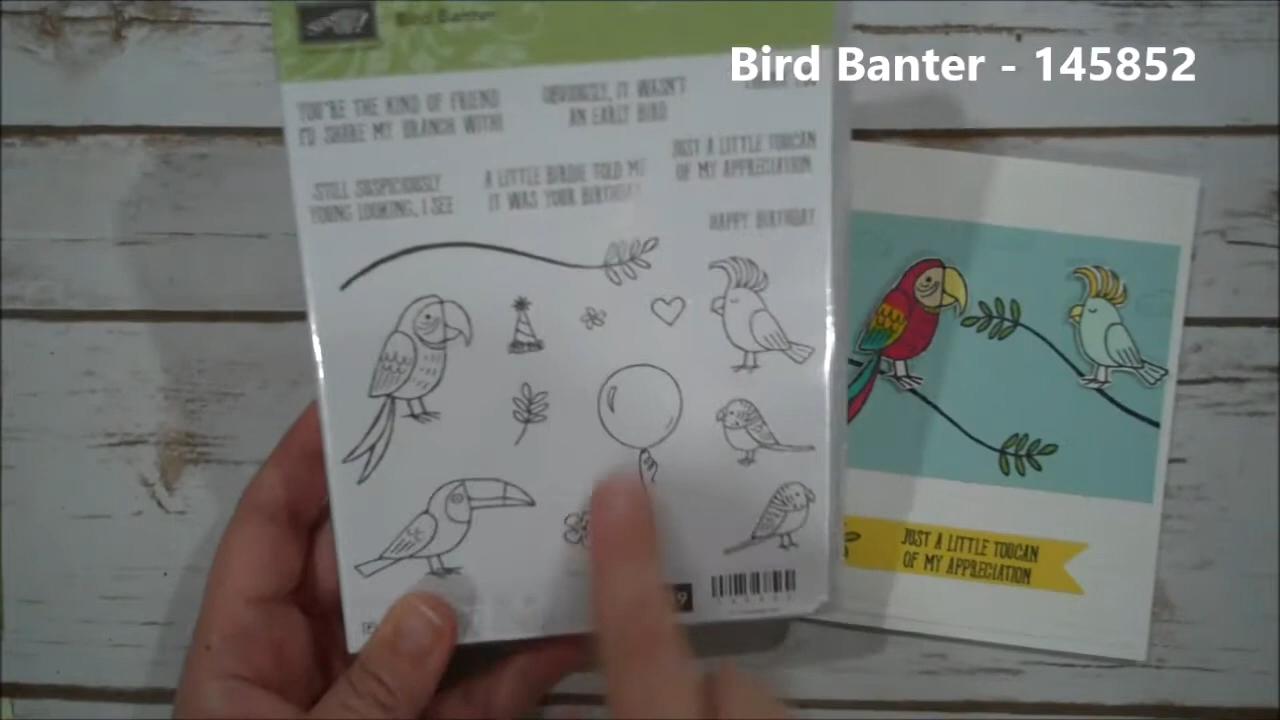 Bird Banter
Bird Banter - 145852
YOU'RE THE KIND OF FRIEND
I'D SHARE MY BRANCH WITH!
OBVIOUSLY, IT WASN'T
AN EARLY BIRD
JUST A LITTLE TOUCAN
OF MY APPRECIATION
STILL SUSPICIOUSLY
YOUNG LOOKING, I SEE
A LITTLE BIRDIE TOLD ME
IT WAS YOUR BIRTHDAY
HAPPY BIRTHDAY
JUST A LITTLE TOUCAN
OF MY APPRECIATION